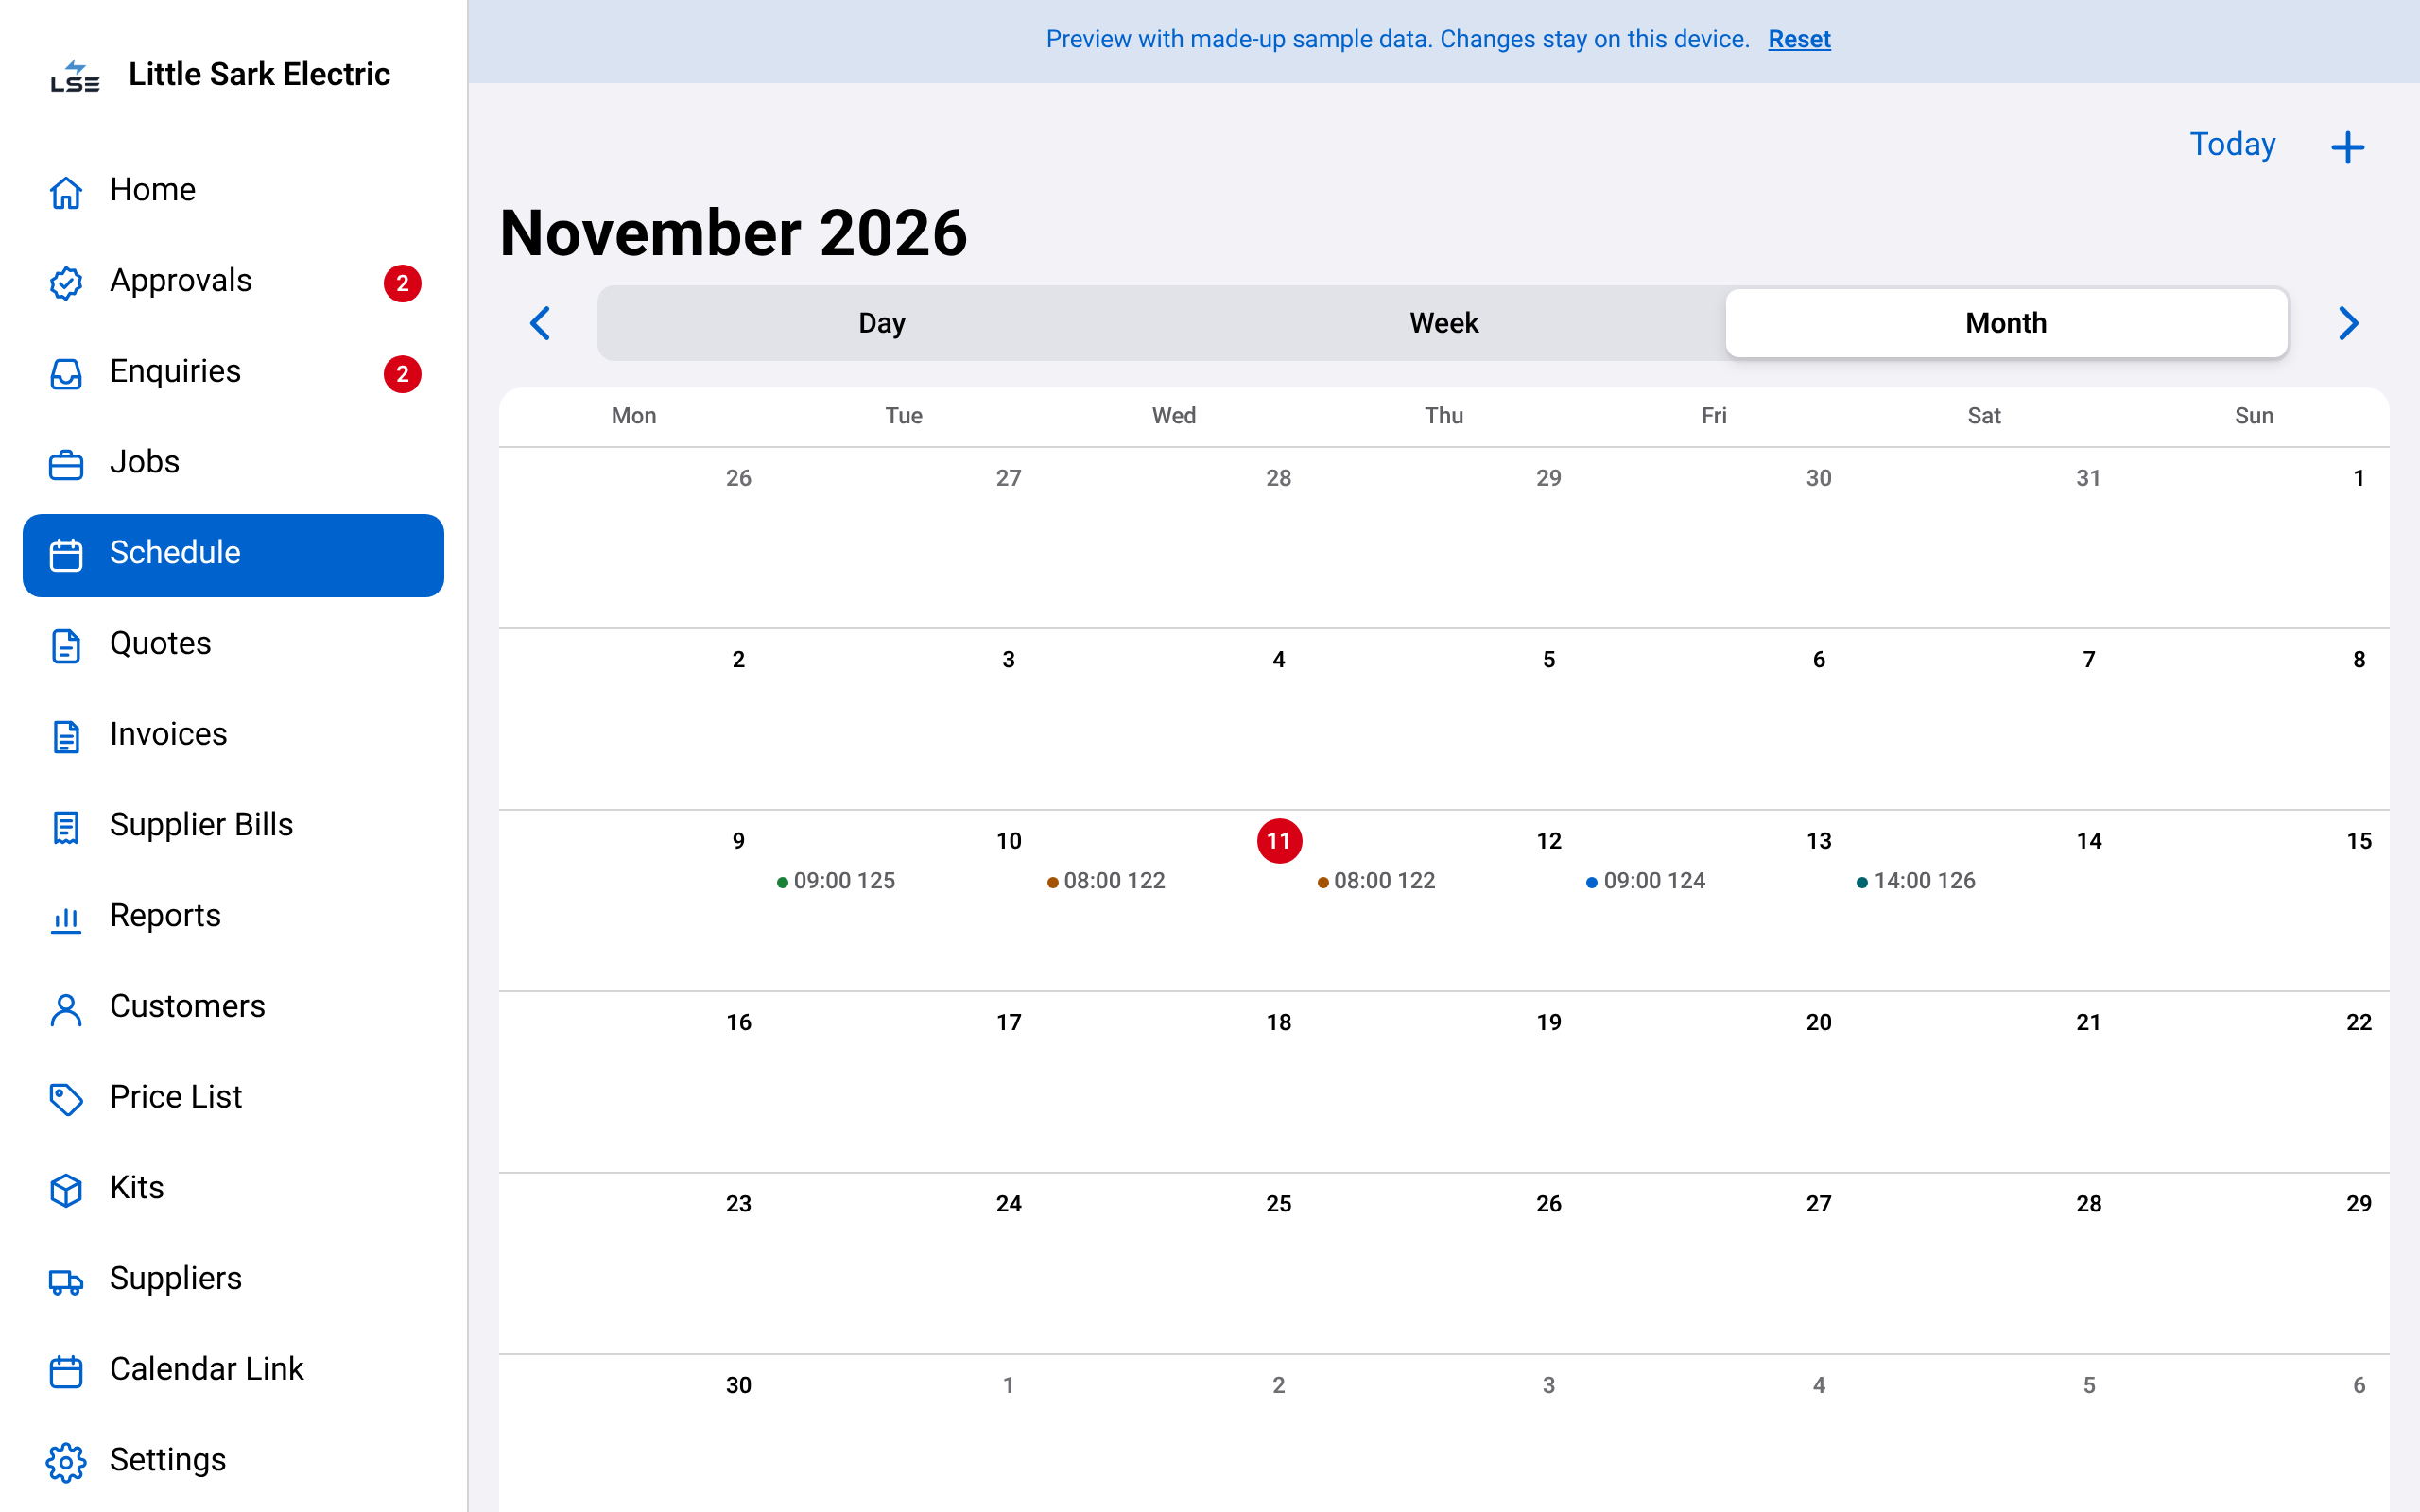 Preview with made-up sample data. Changes stay on this device. Reset
LSE Little Sark Electric
Home
Approvals 2
Enquiries 2
Jobs
Schedule
Quotes
Invoices
Supplier Bills
Reports
Customers
Price List
Kits
Suppliers
Calendar Link
Settings
Today
November 2026
Day Week Month
Mon Tue Wed Thu Fri Sat Sun
26 27 28 29 30 31 1
2 3 4 5 6 7 8
9 10 11 12 13 14 15
09:00 125 08:00 122 08:00 122 09:00 124 14:00 126
16 17 18 19 20 21 22
23 24 25 26 27 28 29
30 1 2 3 4 5 6